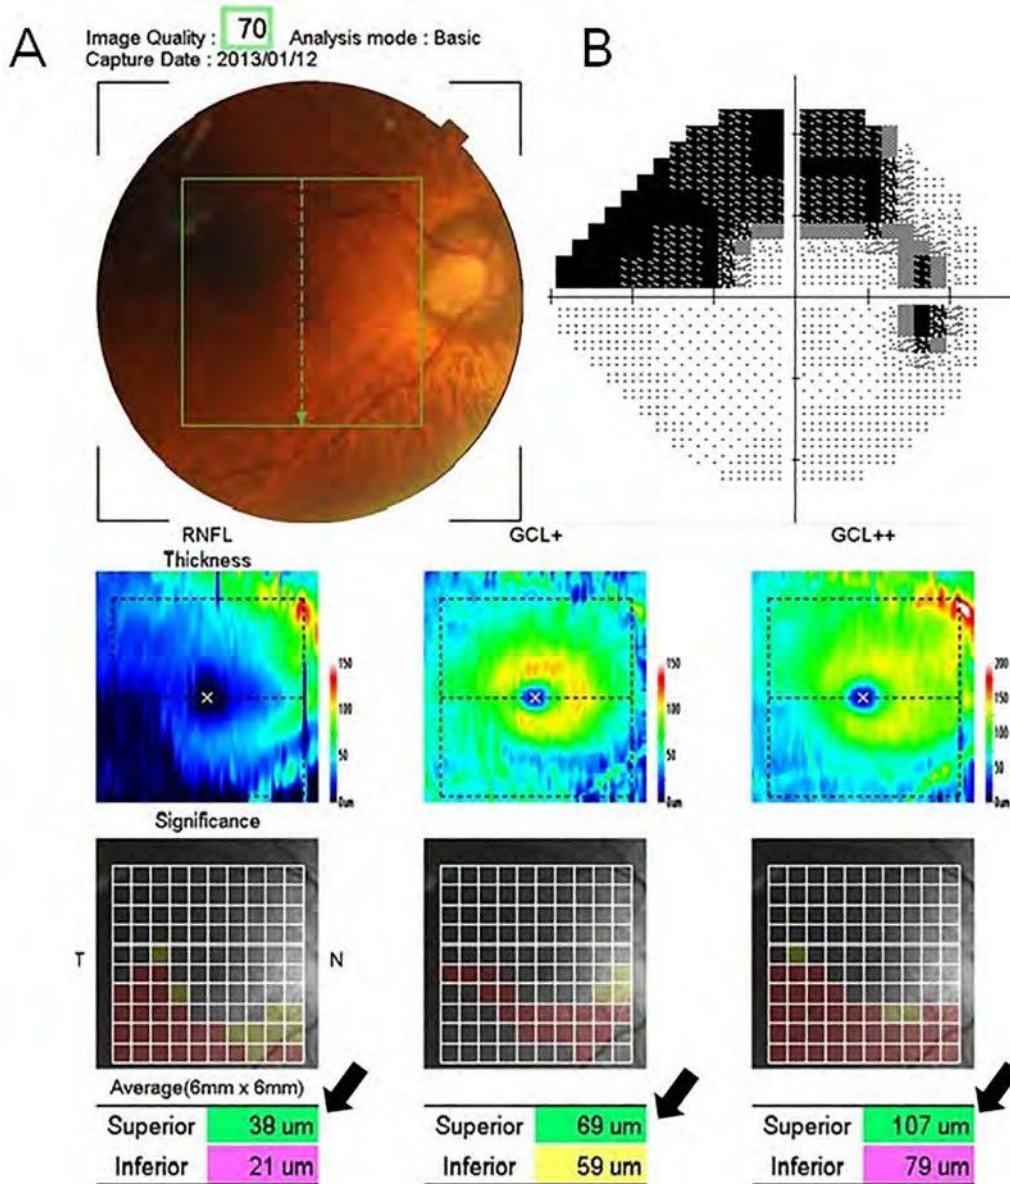 A
B
Image Quality : 70 Analysis mode : Basic
Capture Date : 2013/01/12
RNFL GCL+ GCL++
Thickness
150 150 200
100 100 150
50 50 100
0um 0um 50
0um
Significance
T N
Average(6mm x 6mm)
Superior 38 um Superior 69 um Superior 107 um
Inferior 21 um Inferior 59 um Inferior 79 um